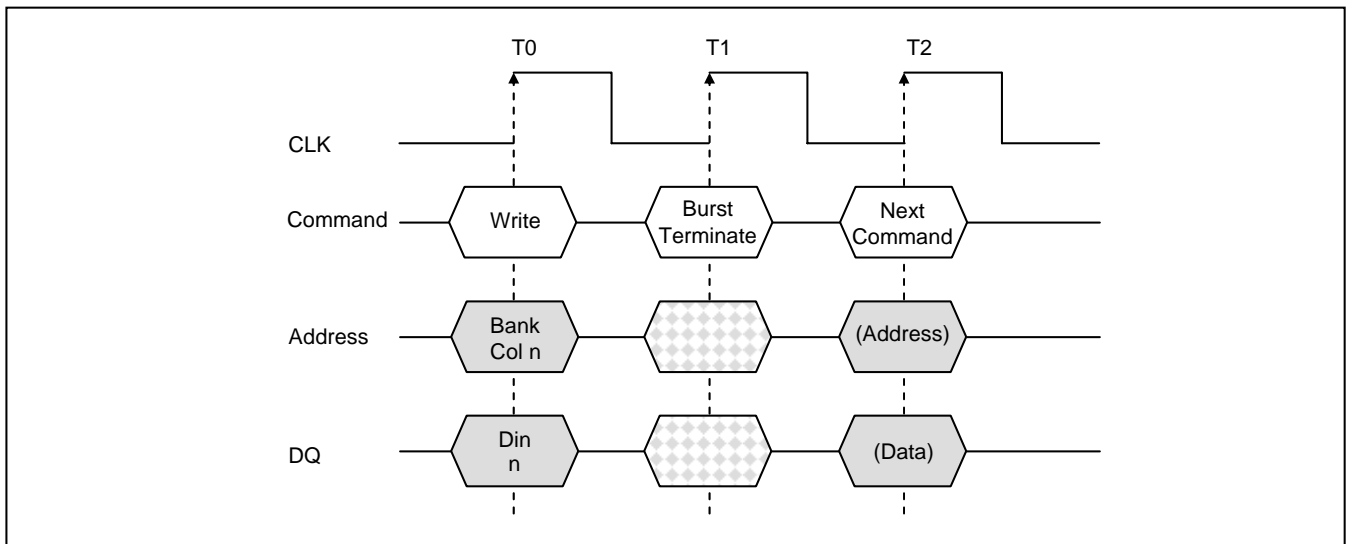 T0 T1 T2
CLK
Command Write Burst Terminate Next Command
Address Bank Col n (Address)
DQ Din n (Data)